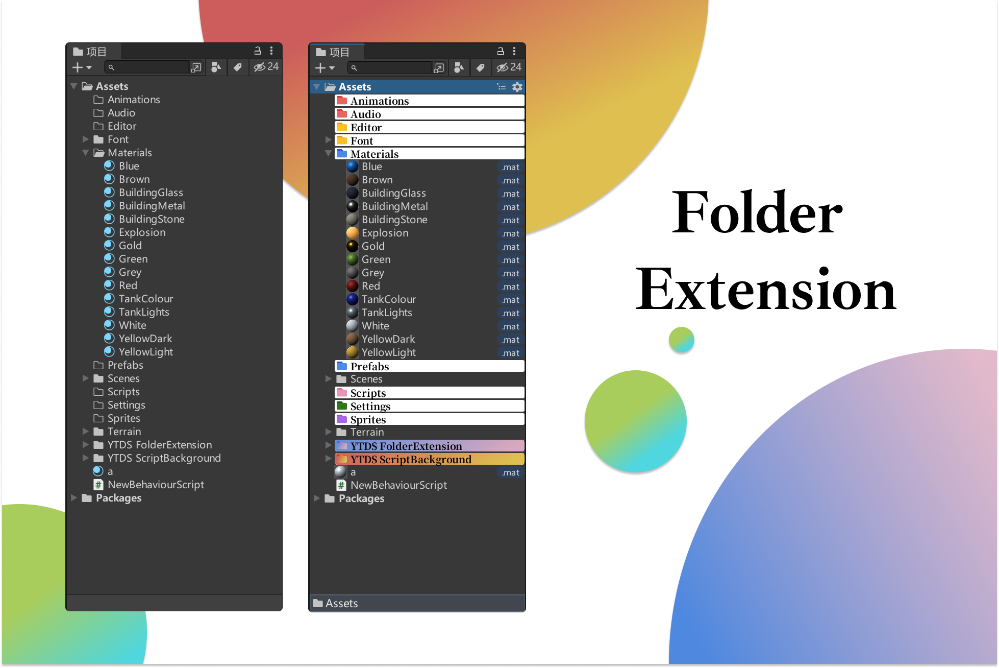 项目
24
Assets
Animations
Audio
Editor
Font
Materials
Blue
Brown
BuildingGlass
BuildingMetal
BuildingStone
Explosion
Gold
Green
Grey
Red
TankColour
TankLights
White
YellowDark
YellowLight
Prefabs
Scenes
Scripts
Settings
Sprites
Terrain
YTDS FolderExtension
YTDS ScriptBackground
a
NewBehaviourScript
Packages
项目
24
Assets
Animations
Audio
Editor
Font
Materials
Blue .mat
Brown .mat
BuildingGlass .mat
BuildingMetal .mat
BuildingStone .mat
Explosion .mat
Gold .mat
Green .mat
Grey .mat
Red .mat
TankColour .mat
TankLights .mat
White .mat
YellowDark .mat
YellowLight .mat
Prefabs
Scenes
Scripts
Settings
Sprites
Terrain
YTDS FolderExtension
YTDS ScriptBackground
a .mat
NewBehaviourScript
Packages
Assets
Folder
Extension